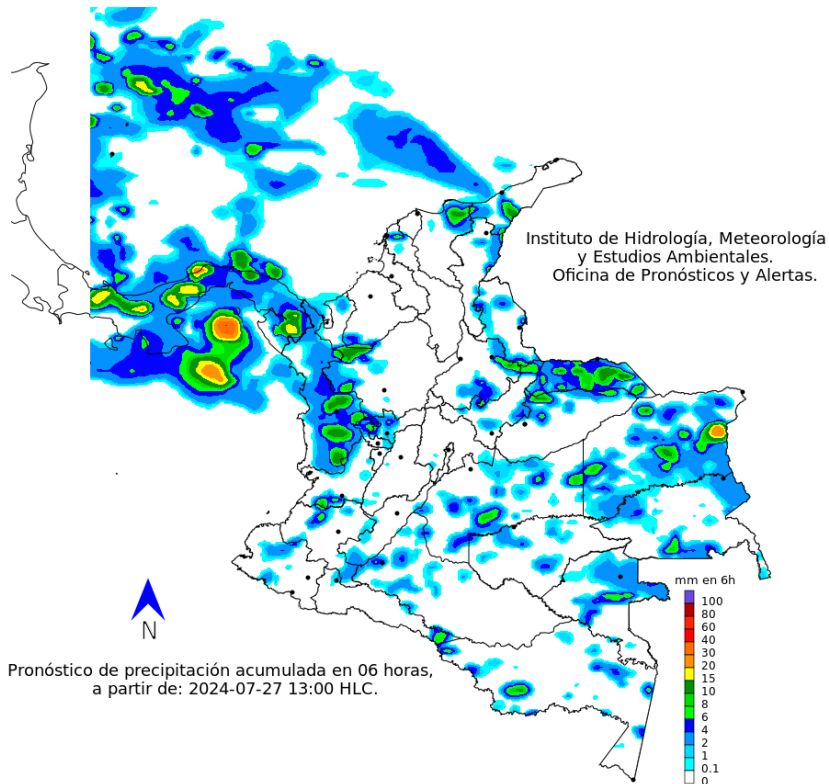 Instituto de Hidrología, Meteorología
y Estudios Ambientales.
Oficina de Pronósticos y Alertas.
mm en 6h
100
80
60
40
30
20
15
10
8
6
4
2
1
0.1
0
N
Pronóstico de precipitación acumulada en 06 horas,
a partir de: 2024-07-27 13:00 HLC.